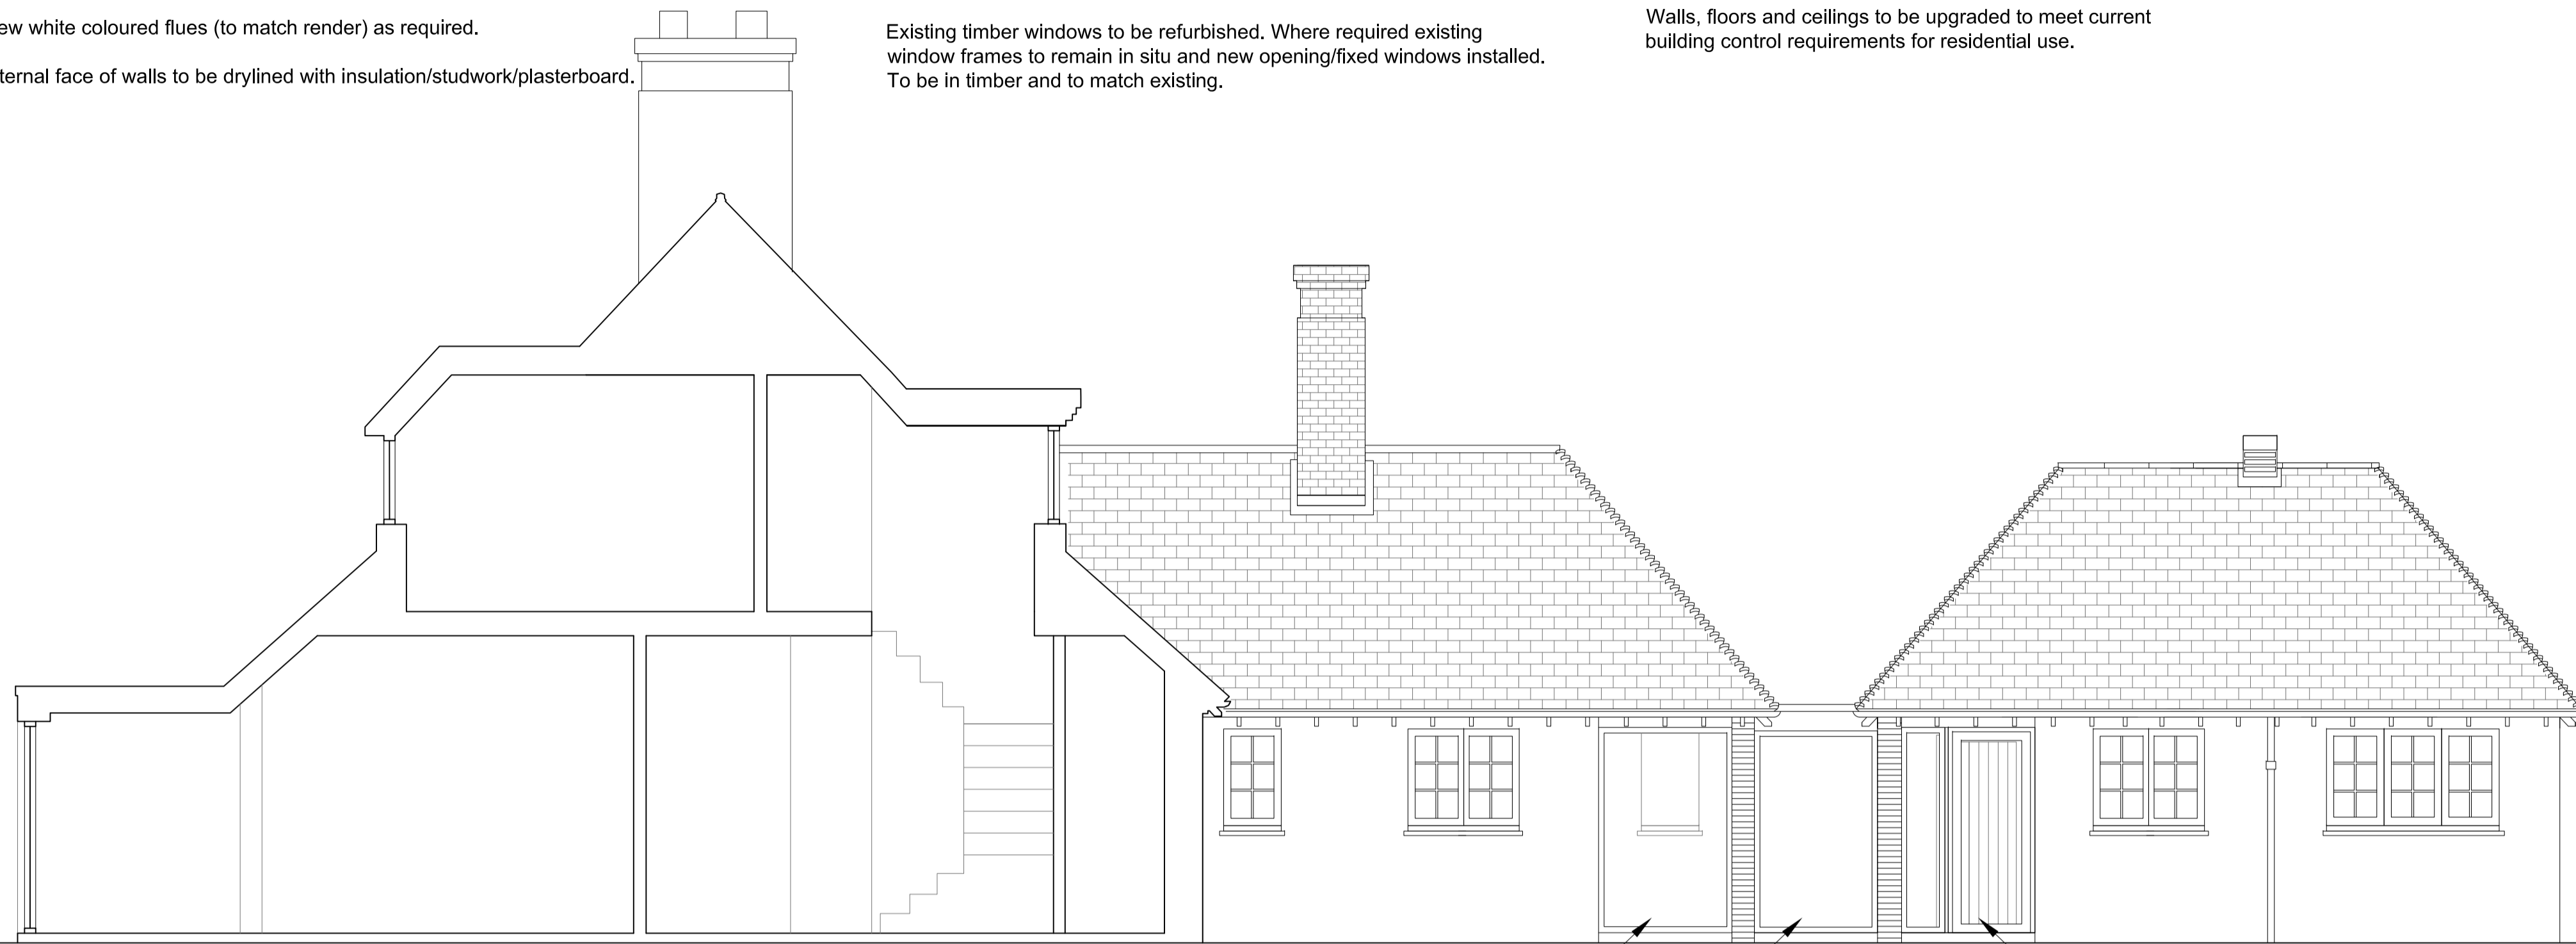 ew white coloured flues (to match render) as required.
ternal face of walls to be drylined with insulation/studwork/plasterboard.
Existing timber windows to be refurbished. Where required existing
window frames to remain in situ and new opening/fixed windows installed.
To be in timber and to match existing.
Walls, floors and ceilings to be upgraded to meet current
building control requirements for residential use.